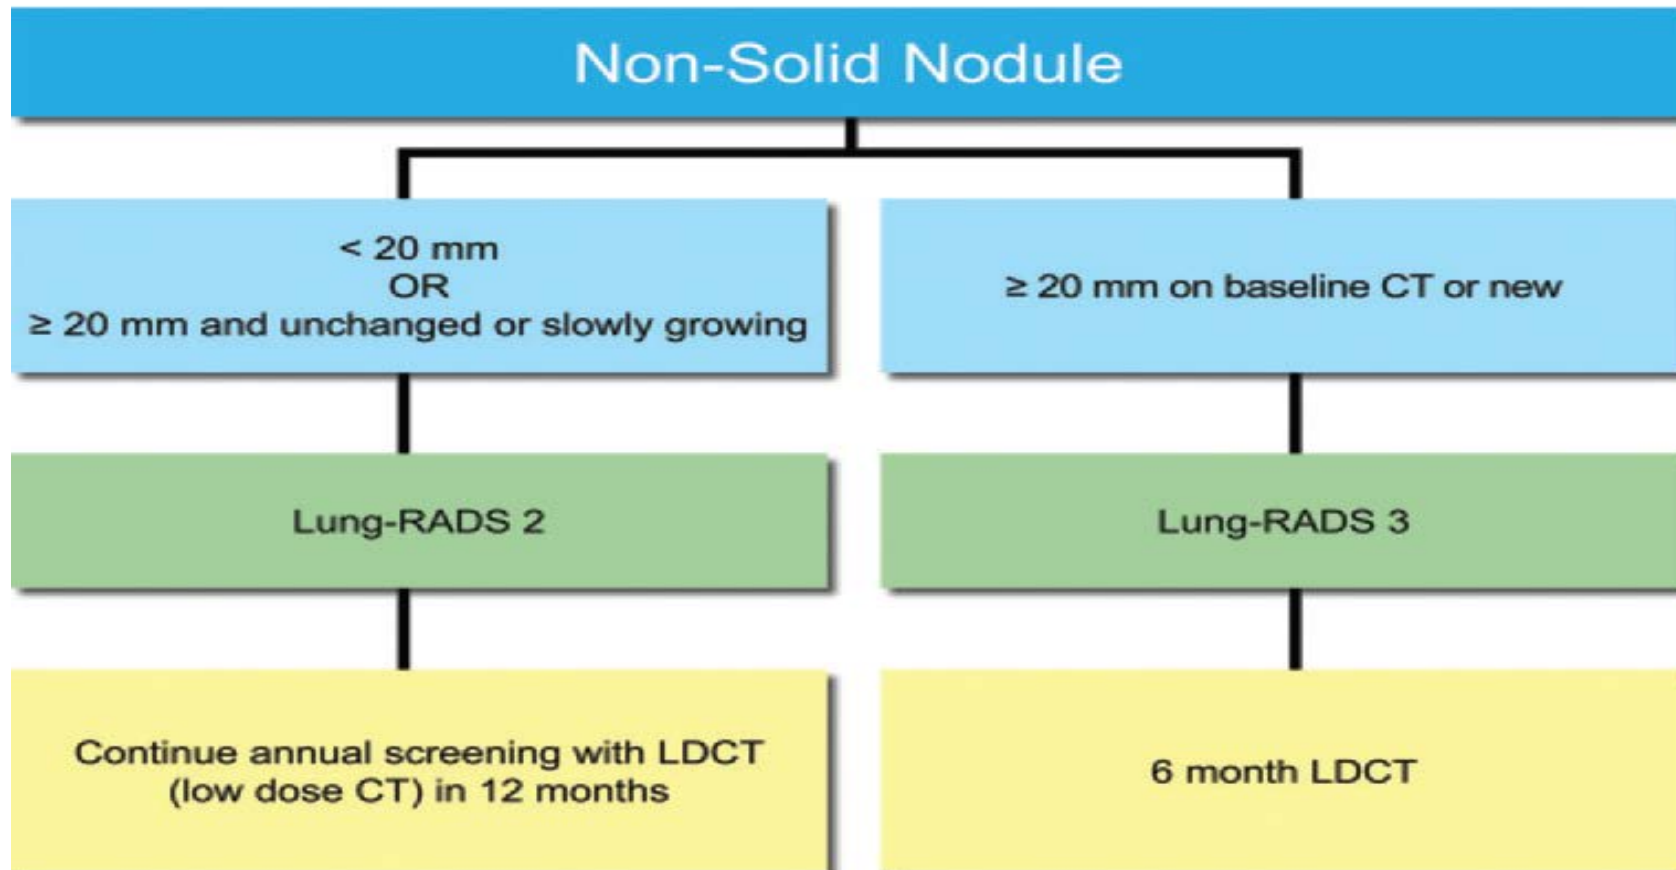 Non-Solid Nodule
< 20 mm
OR
≥ 20 mm and unchanged or slowly growing
≥ 20 mm on baseline CT or new
Lung-RADS 2
Lung-RADS 3
Continue annual screening with LDCT
(low dose CT) in 12 months
6 month LDCT